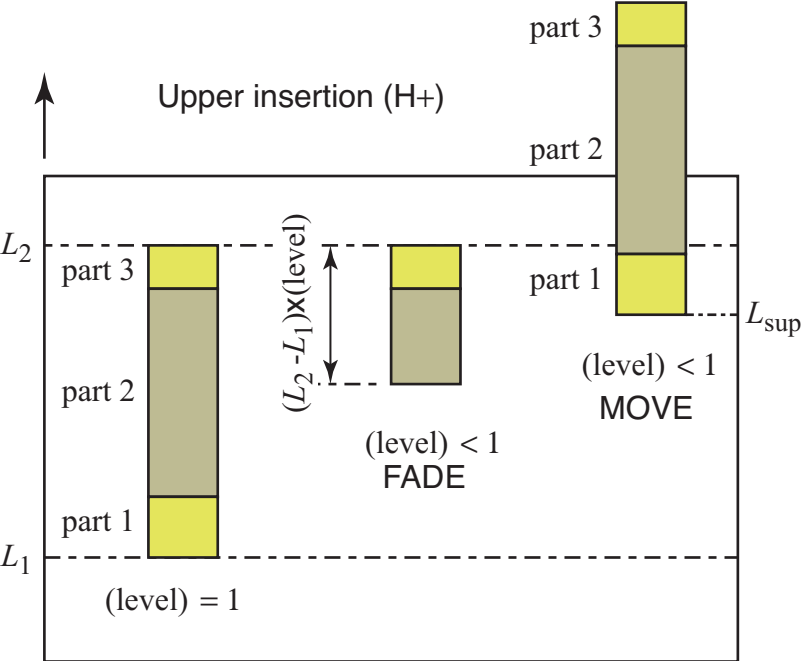 part 3
Upper insertion (H+)
part 2
L2
part 3
(L2 -L1)x(level)
part 1
Lsup
(level) < 1
MOVE
part 2
(level) < 1
FADE
part 1
L1
(level) = 1